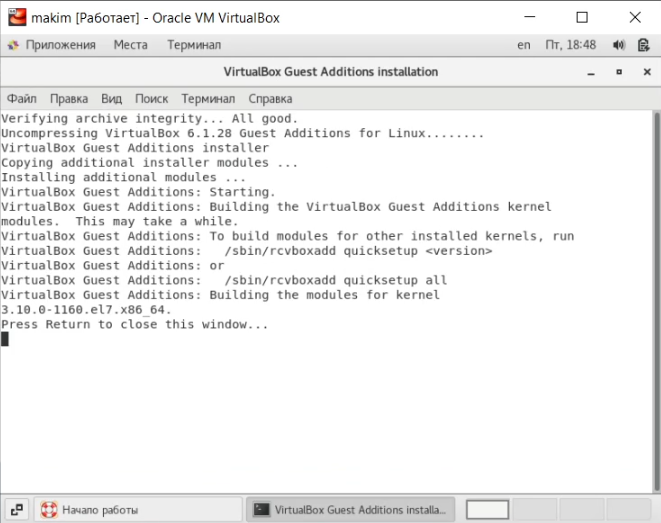 makim [Работает] - Oracle VM VirtualBox
Приложения Места Терминал en Пт, 18:48
VirtualBox Guest Additions installation
Файл Правка Вид Поиск Терминал Справка
Verifying archive integrity... All good.
Uncompressing VirtualBox 6.1.28 Guest Additions for Linux........
VirtualBox Guest Additions installer
Copying additional installer modules ...
Installing additional modules ...
VirtualBox Guest Additions: Starting.
VirtualBox Guest Additions: Building the VirtualBox Guest Additions kernel
modules.  This may take a while.
VirtualBox Guest Additions: To build modules for other installed kernels, run
VirtualBox Guest Additions:   /sbin/rcvboxadd quicksetup <version>
VirtualBox Guest Additions: or
VirtualBox Guest Additions:   /sbin/rcvboxadd quicksetup all
VirtualBox Guest Additions: Building the modules for kernel
3.10.0-1160.el7.x86_64.
Press Return to close this window...
Начало работы VirtualBox Guest Additions installa...